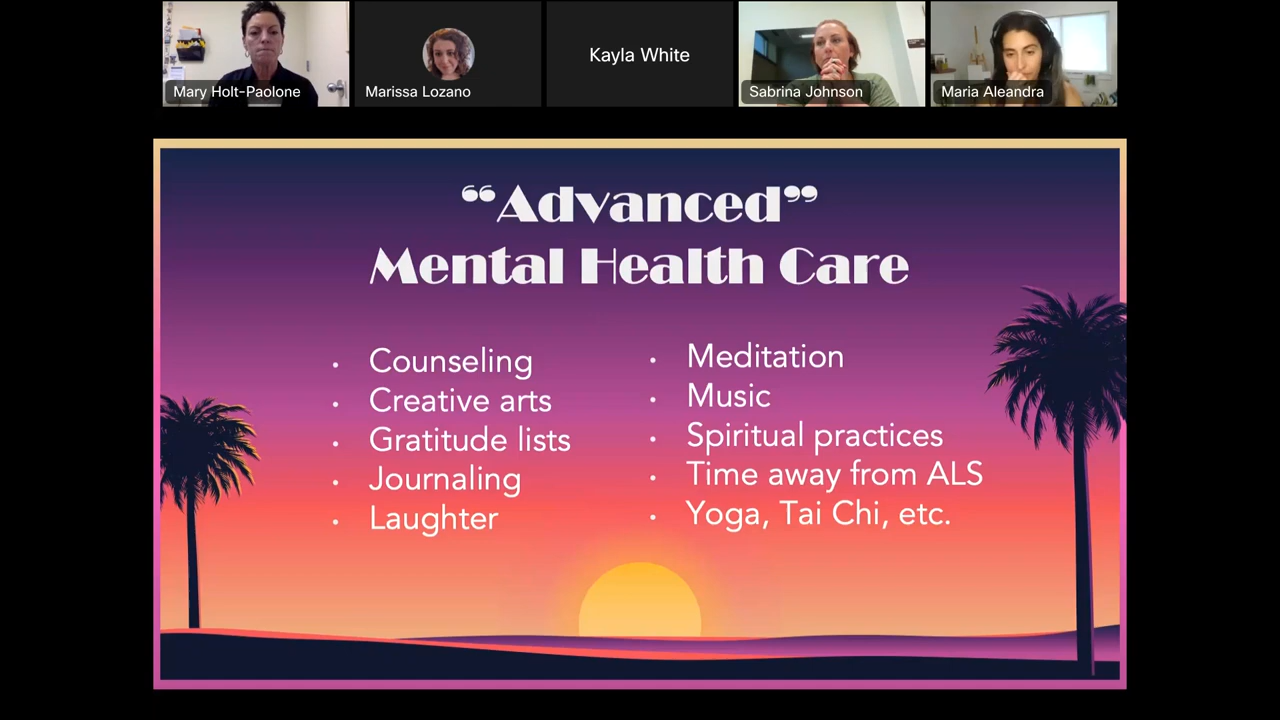 Mary Holt-Paolone
Marissa Lozano
Kayla White
Sabrina Johnson
Maria Aleandra
“Advanced”
Mental Health Care
• Counseling
• Creative arts
• Gratitude lists
• Journaling
• Laughter
• Meditation
• Music
• Spiritual practices
• Time away from ALS
• Yoga, Tai Chi, etc.